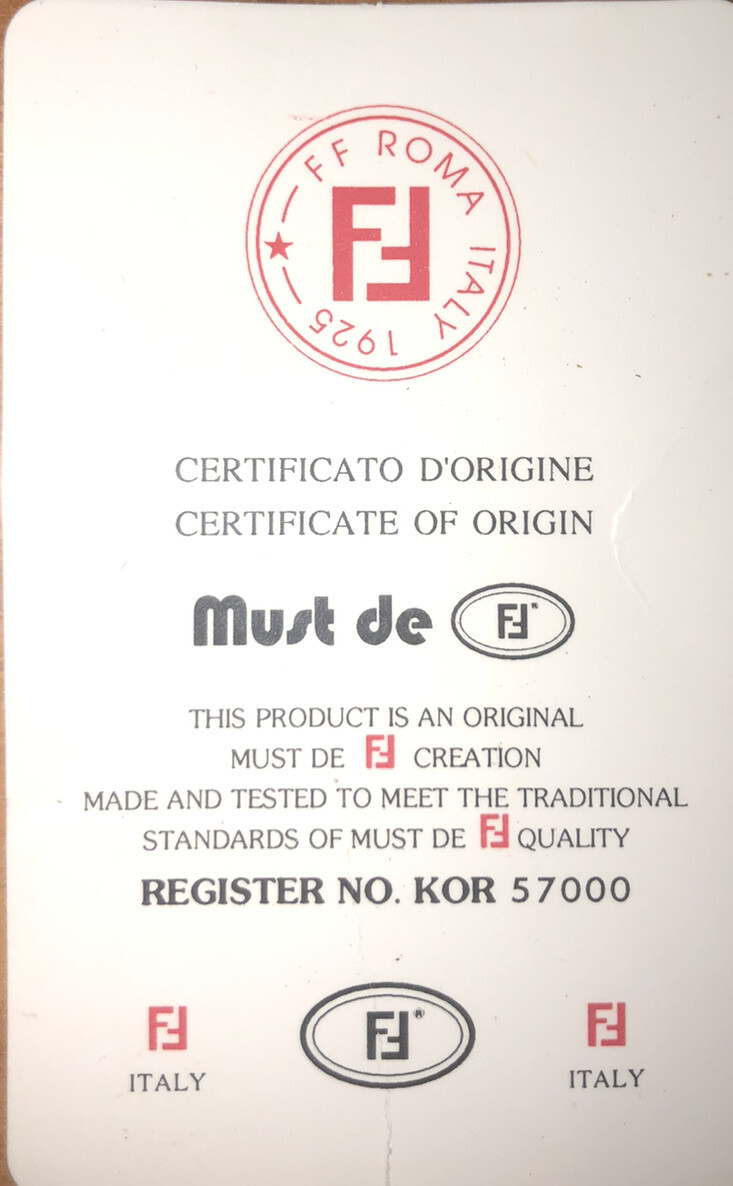 FF ROMA ITALY 1925
FF
CERTIFICATO D'ORIGINE
CERTIFICATE OF ORIGIN
Must de FF®
THIS PRODUCT IS AN ORIGINAL
MUST DE FF CREATION
MADE AND TESTED TO MEET THE TRADITIONAL
STANDARDS OF MUST DE FF QUALITY
REGISTER NO. KOR 57000
FF FF® FF
ITALY ITALY